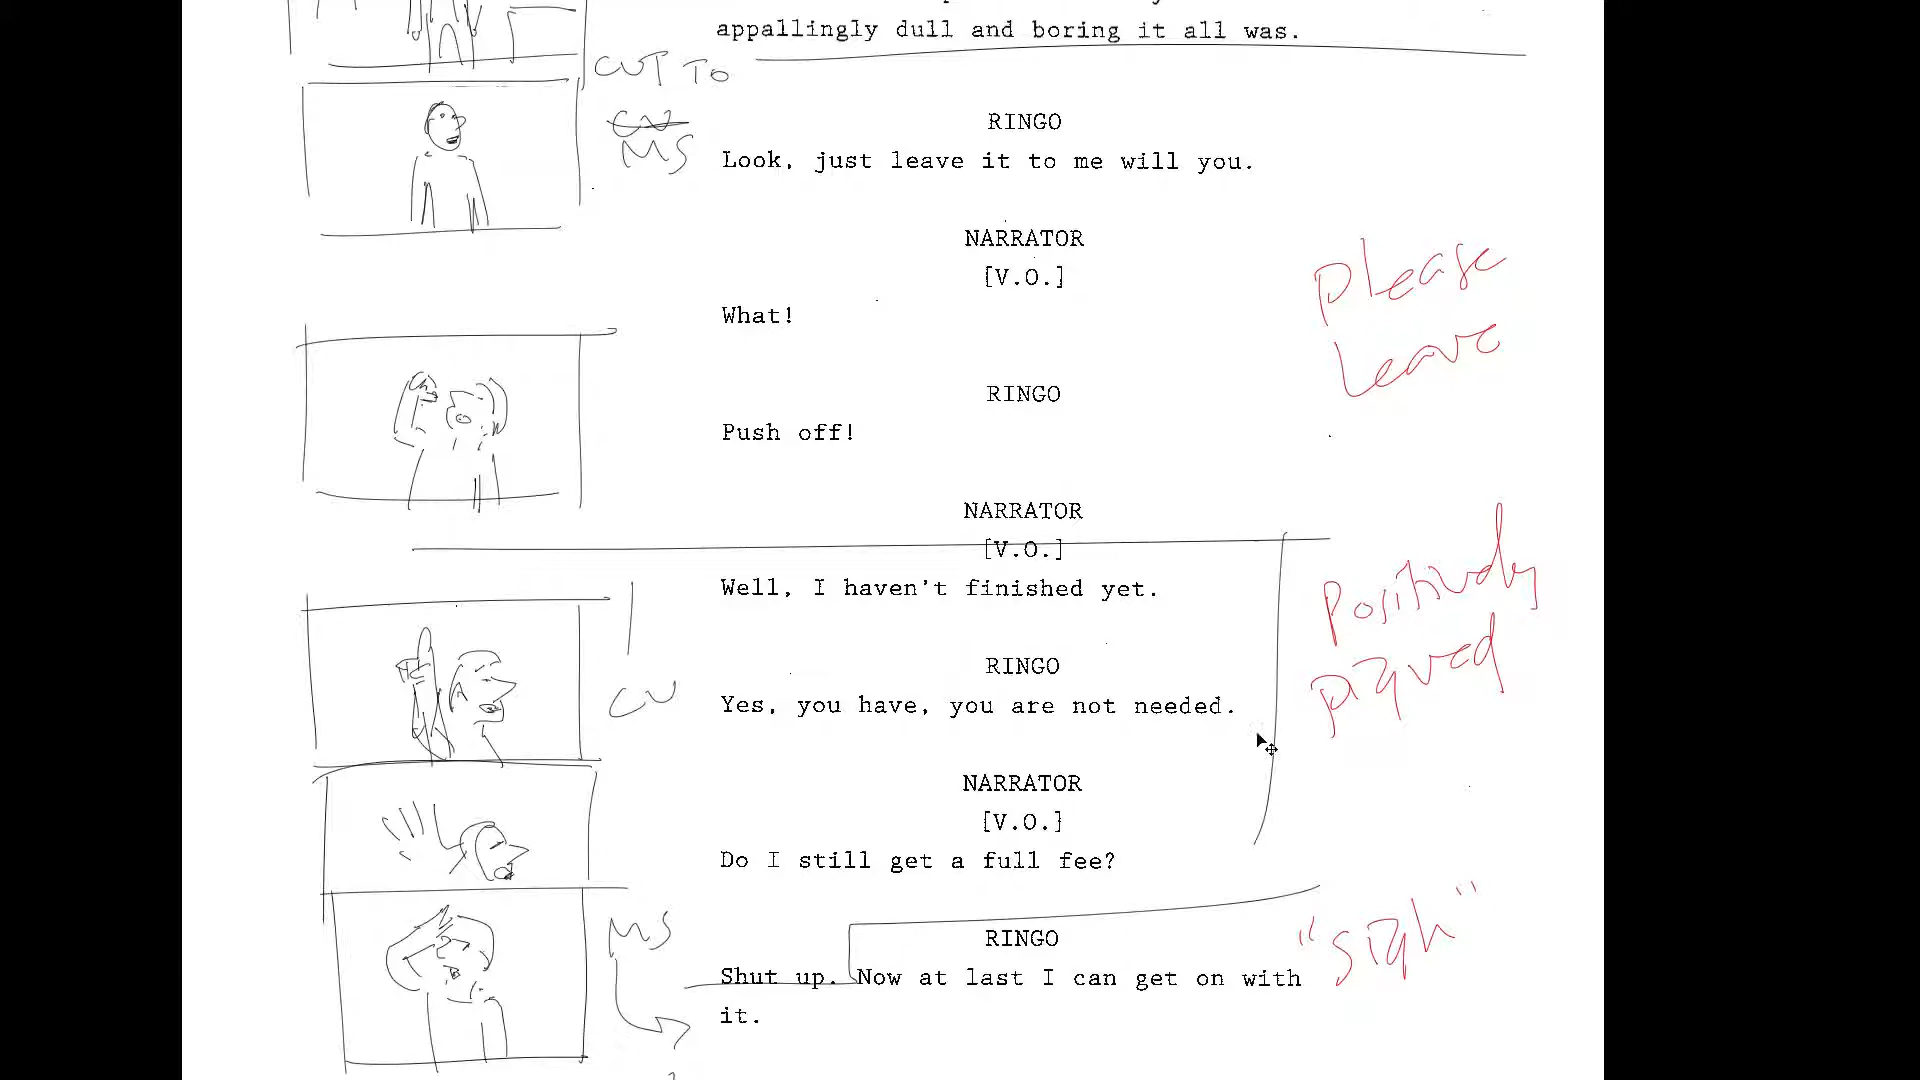 appallingly dull and boring it all was.
CUT TO
RINGO
CU
MS
Look, just leave it to me will you.
NARRATOR
[V.O.]
Please
What!
Leave
RINGO
Push off!
NARRATOR
[V.O.]
Well, I haven't finished yet.
Positively
RINGO
piqued
CU
Yes, you have, you are not needed.
NARRATOR
[V.O.]
Do I still get a full fee?
MS
RINGO
"sigh"
Shut up. Now at last I can get on with
it.